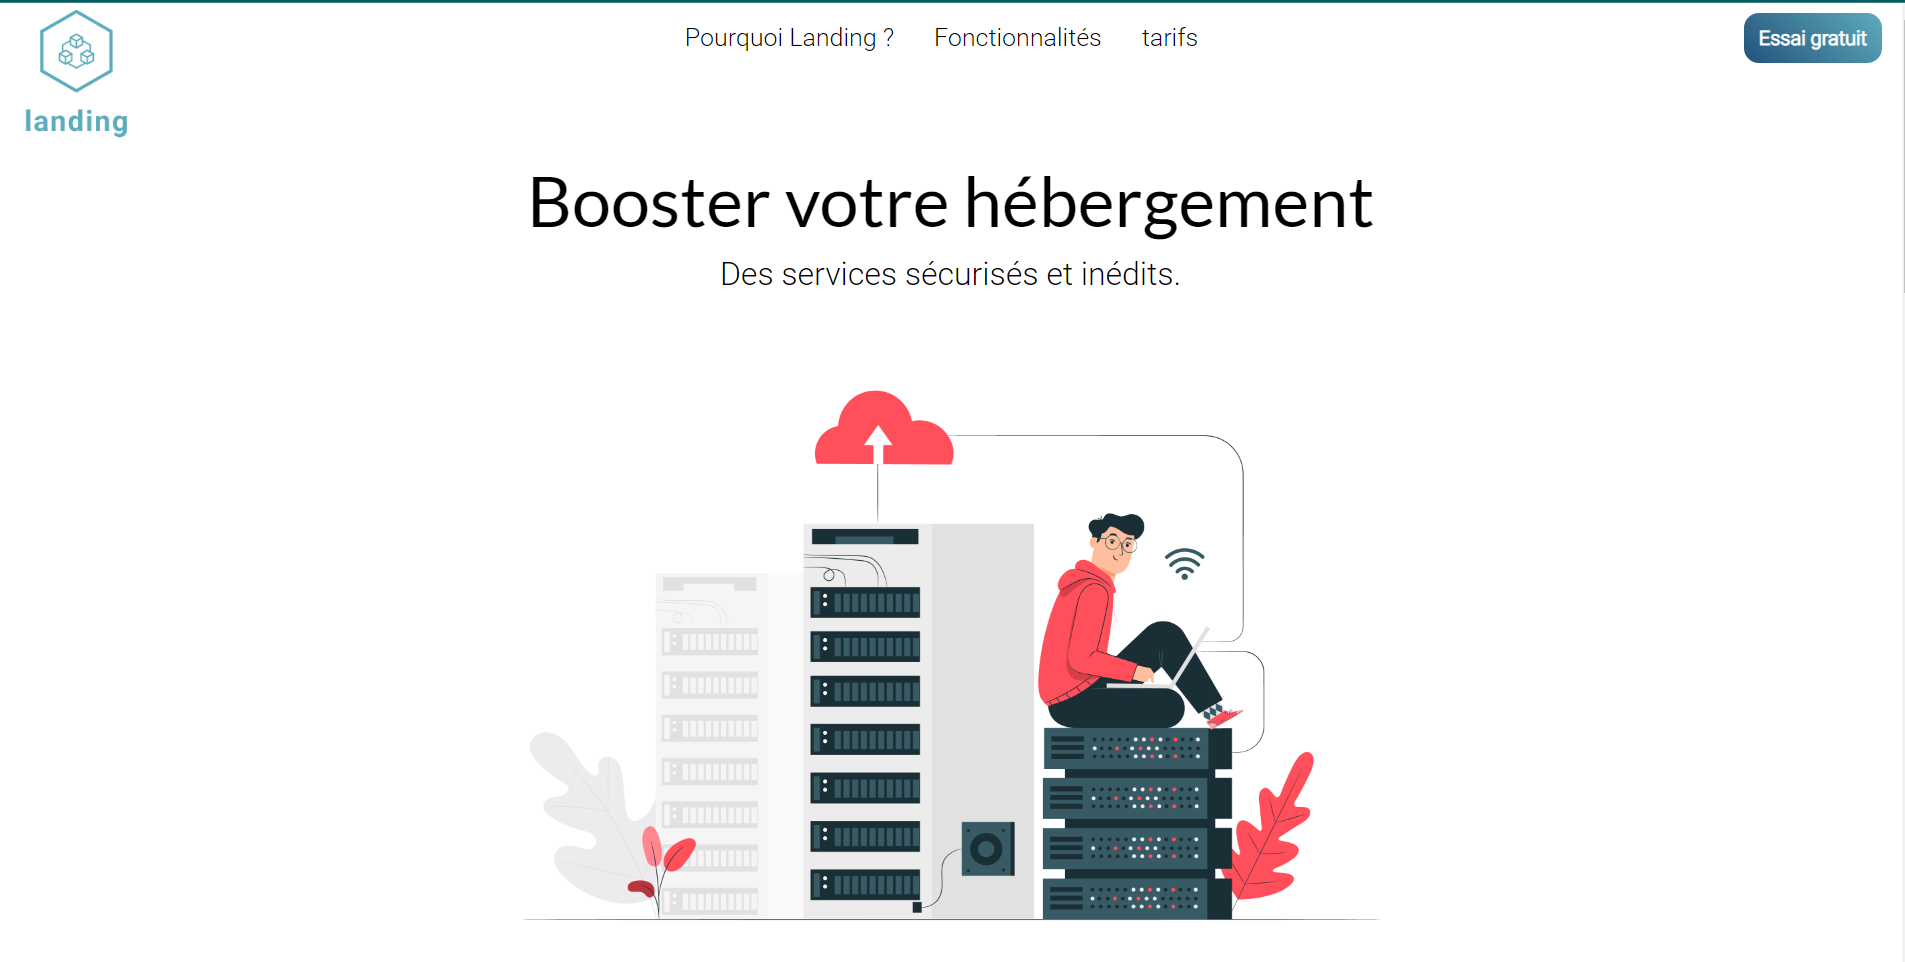 landing
Pourquoi Landing ? Fonctionnalités tarifs
Essai gratuit
Booster votre hébergement
Des services sécurisés et inédits.